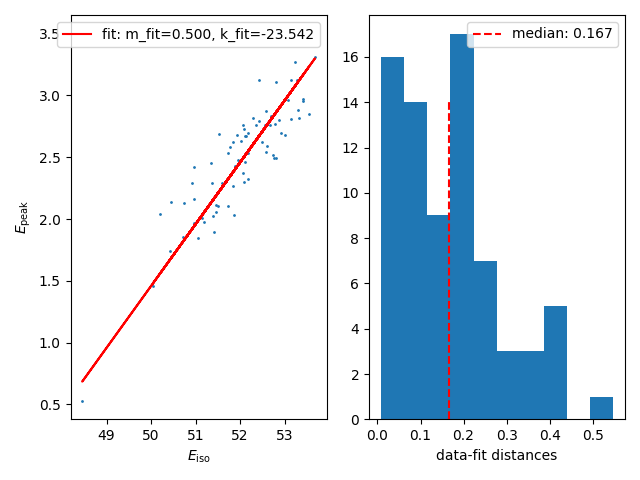 fit: m_fit=0.500, k_fit=-23.542
3.5
3.0
2.5
2.0
1.5
1.0
0.5
E_peak
49 50 51 52 53
E_iso
median: 0.167
16
14
12
10
8
6
4
2
0
0.0 0.1 0.2 0.3 0.4 0.5
data-fit distances